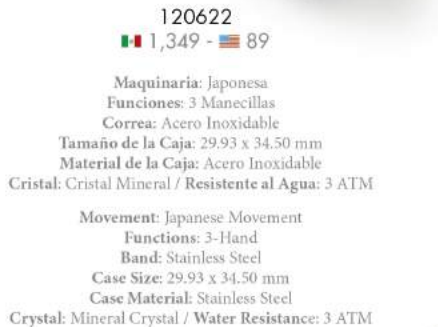 120622
1,349 - 89
Maquinaria: Japonesa
Funciones: 3 Manecillas
Correa: Acero Inoxidable
Tamaño de la Caja: 29.93 x 34.50 mm
Material de la Caja: Acero Inoxidable
Cristal: Cristal Mineral / Resistente al Agua: 3 ATM
Movement: Japanese Movement
Functions: 3-Hand
Band: Stainless Steel
Case Size: 29.93 x 34.50 mm
Case Material: Stainless Steel
Crystal: Mineral Crystal / Water Resistance: 3 ATM